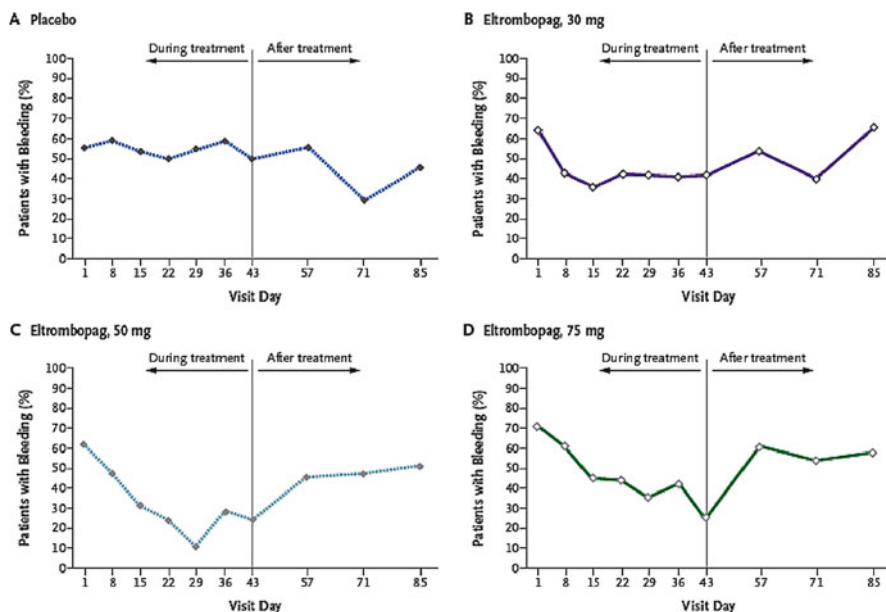 A Placebo
During treatment After treatment
Patients with Bleeding (%)
100
90
80
70
60
50
40
30
20
10
0
1 8 15 22 29 36 43 57 71 85
Visit Day
B Eltrombopag, 30 mg
During treatment After treatment
Patients with Bleeding (%)
100
90
80
70
60
50
40
30
20
10
0
1 8 15 22 29 36 43 57 71 85
Visit Day
C Eltrombopag, 50 mg
During treatment After treatment
Patients with Bleeding (%)
100
90
80
70
60
50
40
30
20
10
0
1 8 15 22 29 36 43 57 71 85
Visit Day
D Eltrombopag, 75 mg
During treatment After treatment
Patients with Bleeding (%)
100
90
80
70
60
50
40
30
20
10
0
1 8 15 22 29 36 43 57 71 85
Visit Day